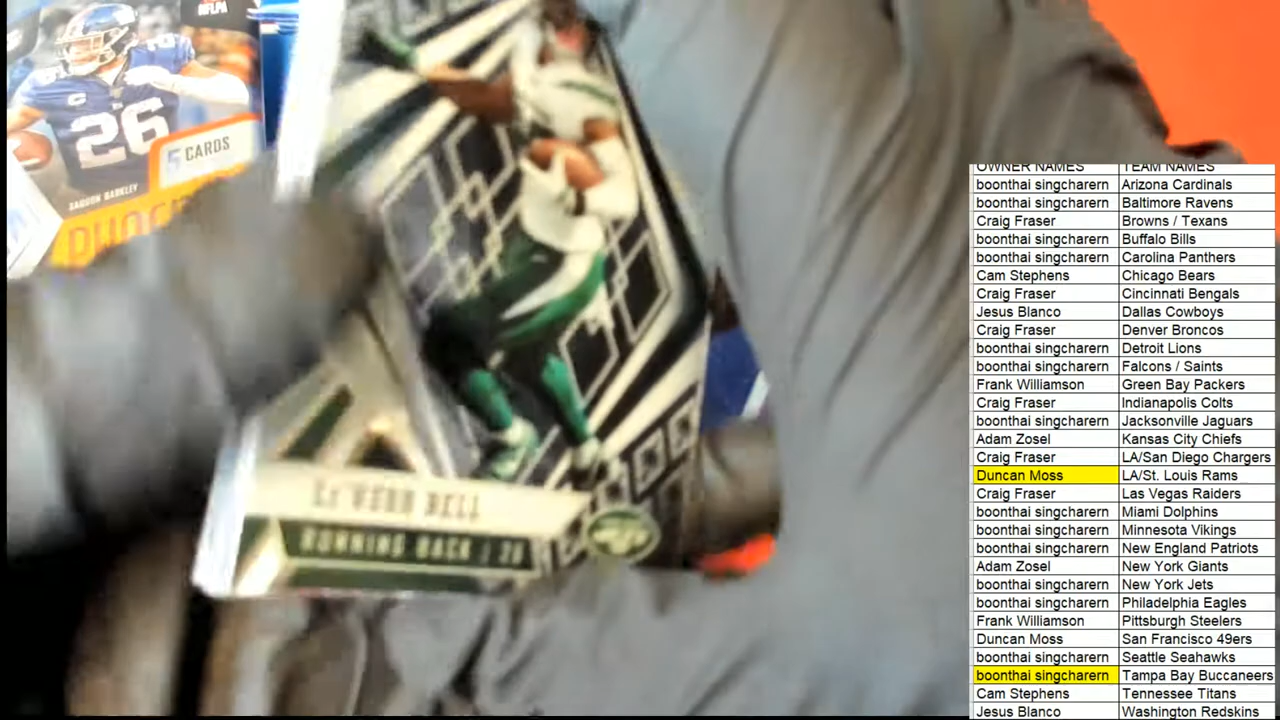 NFLPA
26
5 CARDS
SAQUON BARKLEY
LE'VEON BELL
RUNNING BACK | 26
OWNER NAMES TEAM NAMES
boonthai singcharern Arizona Cardinals
boonthai singcharern Baltimore Ravens
Craig Fraser Browns / Texans
boonthai singcharern Buffalo Bills
boonthai singcharern Carolina Panthers
Cam Stephens Chicago Bears
Craig Fraser Cincinnati Bengals
Jesus Blanco Dallas Cowboys
Craig Fraser Denver Broncos
boonthai singcharern Detroit Lions
boonthai singcharern Falcons / Saints
Frank Williamson Green Bay Packers
Craig Fraser Indianapolis Colts
boonthai singcharern Jacksonville Jaguars
Adam Zosel Kansas City Chiefs
Craig Fraser LA/San Diego Chargers
Duncan Moss LA/St. Louis Rams
Craig Fraser Las Vegas Raiders
boonthai singcharern Miami Dolphins
boonthai singcharern Minnesota Vikings
boonthai singcharern New England Patriots
Adam Zosel New York Giants
boonthai singcharern New York Jets
boonthai singcharern Philadelphia Eagles
Frank Williamson Pittsburgh Steelers
Duncan Moss San Francisco 49ers
boonthai singcharern Seattle Seahawks
boonthai singcharern Tampa Bay Buccaneers
Cam Stephens Tennessee Titans
Jesus Blanco Washington Redskins